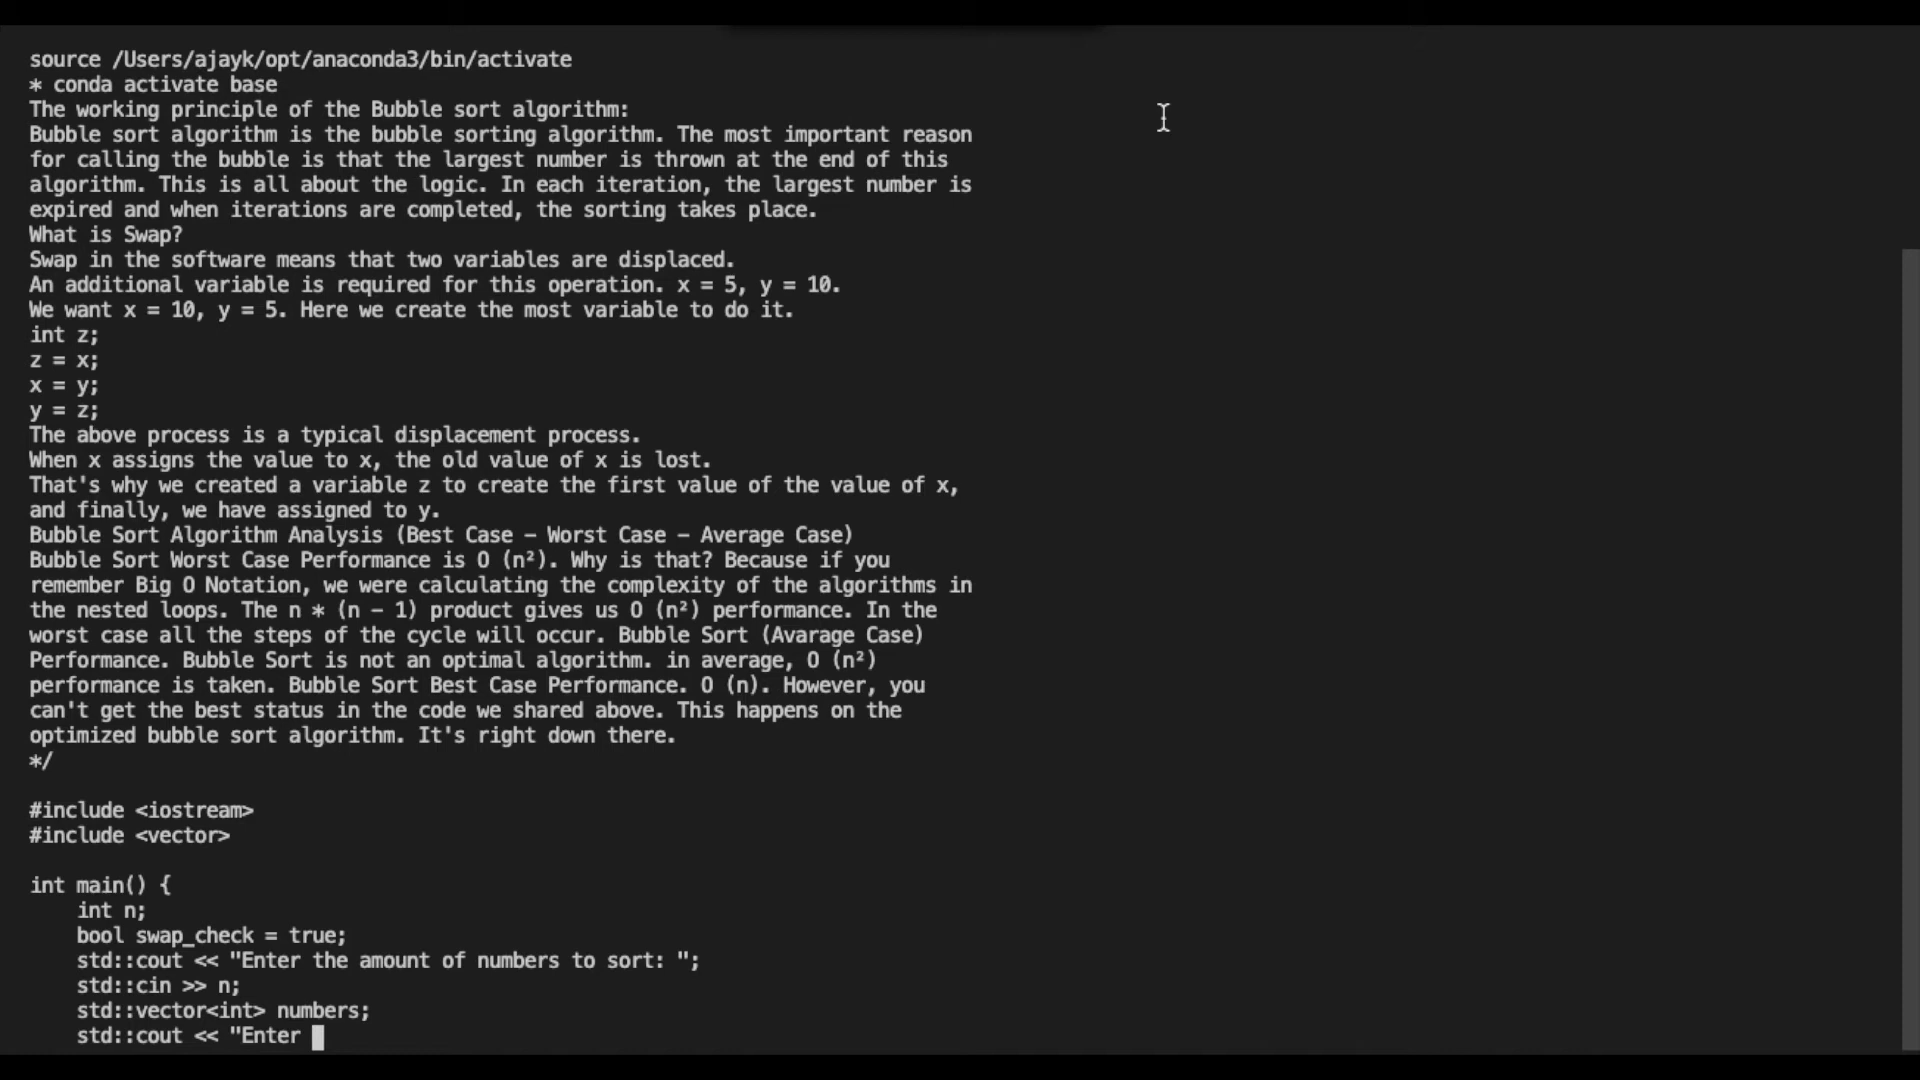 source /Users/ajayk/opt/anaconda3/bin/activate
* conda activate base
The working principle of the Bubble sort algorithm:
Bubble sort algorithm is the bubble sorting algorithm. The most important reason
for calling the bubble is that the largest number is thrown at the end of this
algorithm. This is all about the logic. In each iteration, the largest number is
expired and when iterations are completed, the sorting takes place.
What is Swap?
Swap in the software means that two variables are displaced.
An additional variable is required for this operation. x = 5, y = 10.
We want x = 10, y = 5. Here we create the most variable to do it.
int z;
z = x;
x = y;
y = z;
The above process is a typical displacement process.
When x assigns the value to x, the old value of x is lost.
That's why we created a variable z to create the first value of the value of x,
and finally, we have assigned to y.
Bubble Sort Algorithm Analysis (Best Case – Worst Case – Average Case)
Bubble Sort Worst Case Performance is O (n²). Why is that? Because if you
remember Big O Notation, we were calculating the complexity of the algorithms in
the nested loops. The n * (n – 1) product gives us O (n²) performance. In the
worst case all the steps of the cycle will occur. Bubble Sort (Avarage Case)
Performance. Bubble Sort is not an optimal algorithm. in average, O (n²)
performance is taken. Bubble Sort Best Case Performance. O (n). However, you
can't get the best status in the code we shared above. This happens on the
optimized bubble sort algorithm. It's right down there.
*/
#include <iostream>
#include <vector>
int main() {
    int n;
    bool swap_check = true;
    std::cout << "Enter the amount of numbers to sort: ";
    std::cin >> n;
    std::vector<int> numbers;
    std::cout << "Enter